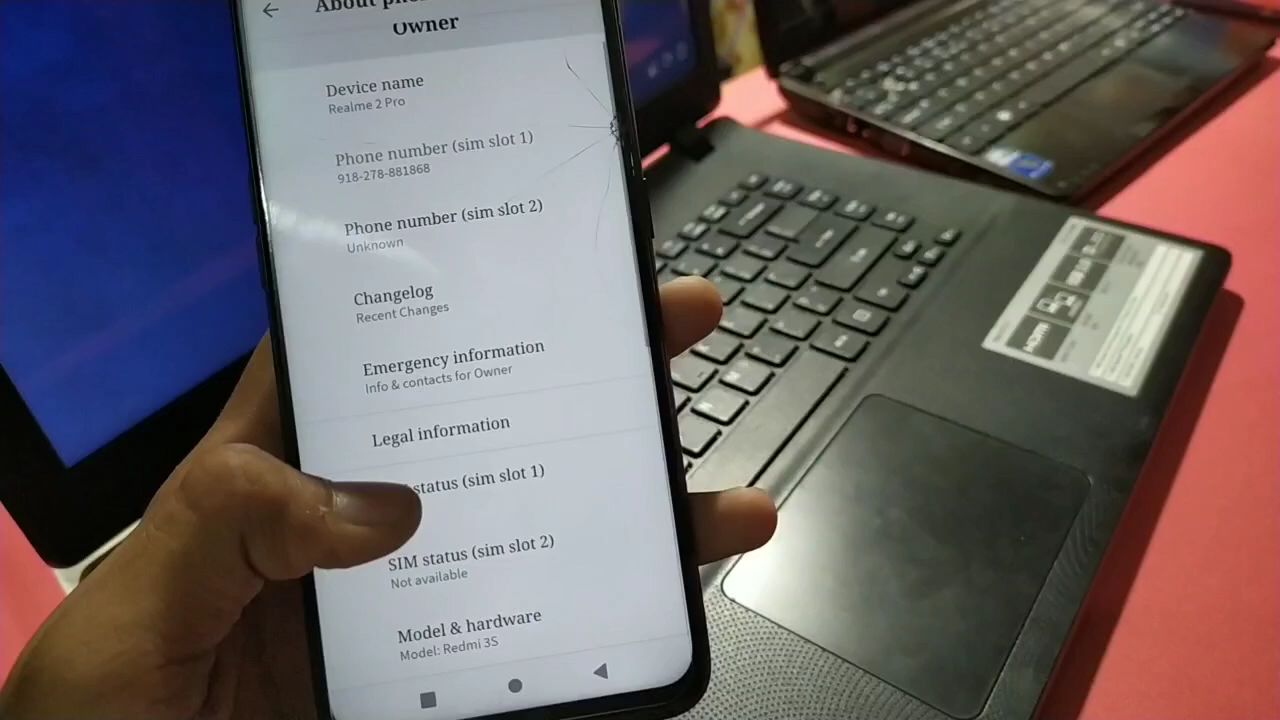 About
Owner
Device name
Realme 2 Pro
Phone number (sim slot 1)
918-278-881868
Phone number (sim slot 2)
Unknown
Changelog
Recent Changes
Emergency information
Info & contacts for Owner
Legal information
status (sim slot 1)
SIM status (sim slot 2)
Not available
Model & hardware
Model: Redmi 3S
HDMI